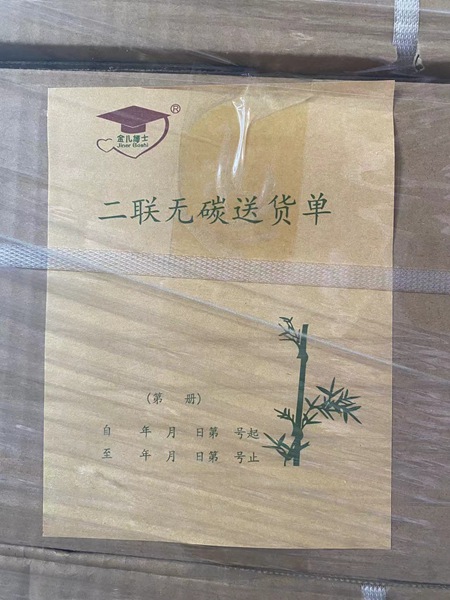 ®
金儿博士
Jiner Boshi
二联无碳送货单
(第 册)
自 年 月 日第 号起
至 年 月 日第 号止